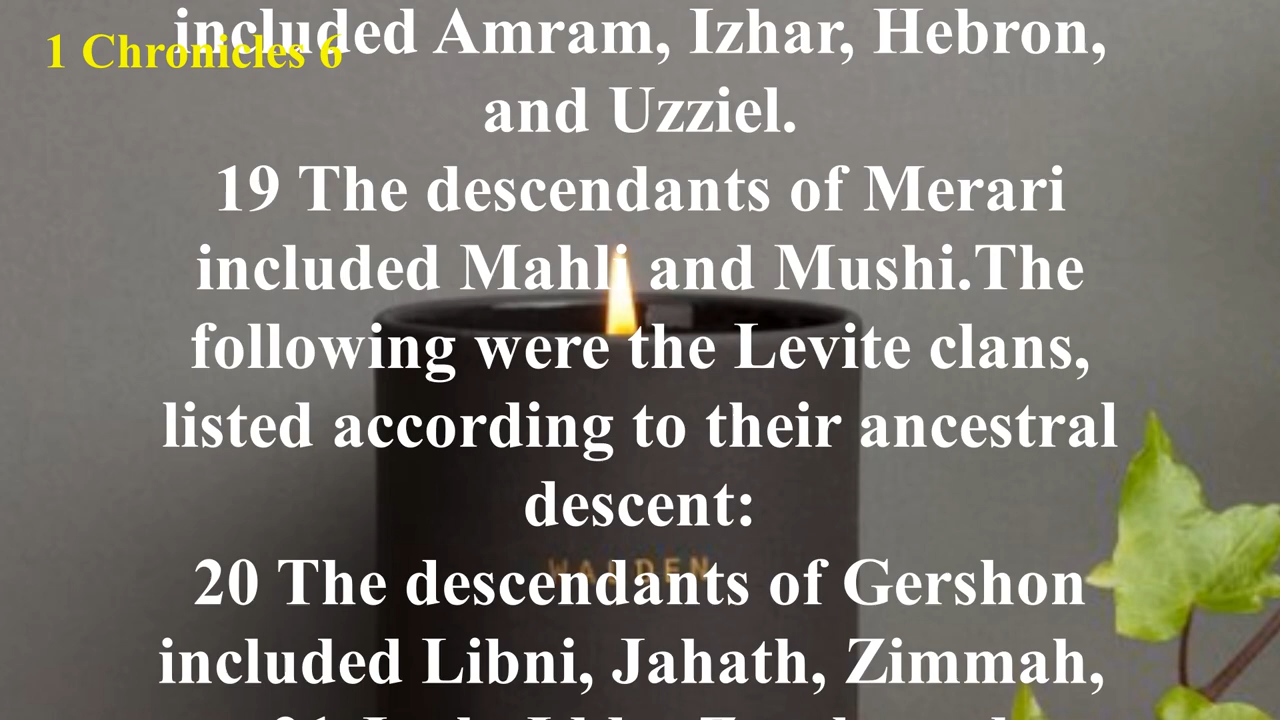 1 Chronicles 6
included Amram, Izhar, Hebron,
and Uzziel.
19 The descendants of Merari
included Mahli and Mushi.The
following were the Levite clans,
listed according to their ancestral
descent:
WALDEN
20 The descendants of Gershon
included Libni, Jahath, Zimmah,